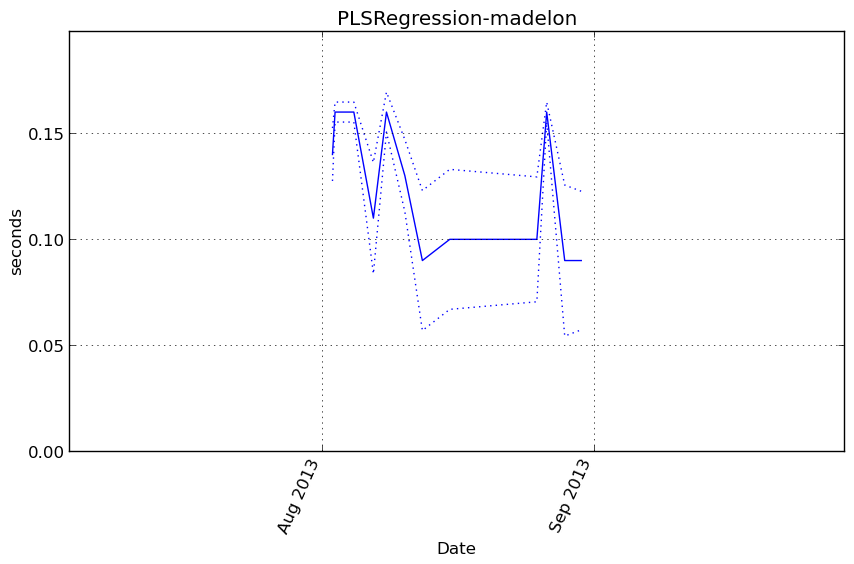 PLSRegression-madelon
seconds
0.15
0.10
0.05
0.00
Aug 2013
Sep 2013
Date